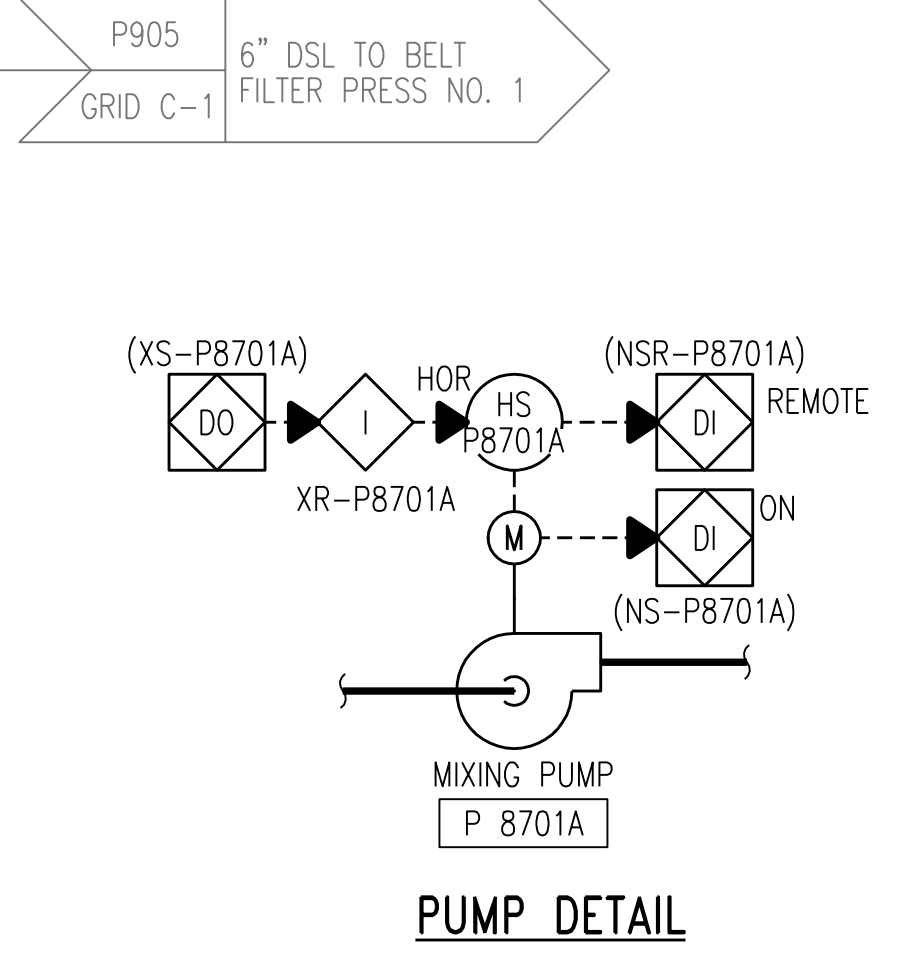 P905
GRID C-1
6” DSL TO BELT
FILTER PRESS NO. 1
(XS-P8701A)
DO
I
XR-P8701A
HOR
HS
P8701A
(NSR-P8701A)
DI
REMOTE
M
DI
ON
(NS-P8701A)
MIXING PUMP
P 8701A
PUMP DETAIL